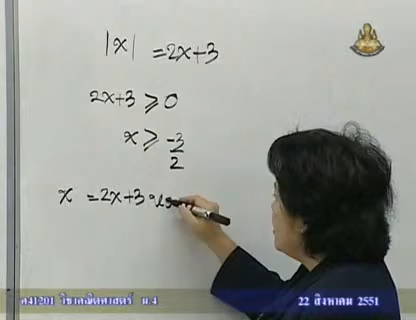 |x| = 2x+3
2x+3 ≥ 0
x ≥ -3/2
x = 2x+3
ค41201 วิชาคณิตศาสตร์ ม.4
22 สิงหาคม 2551